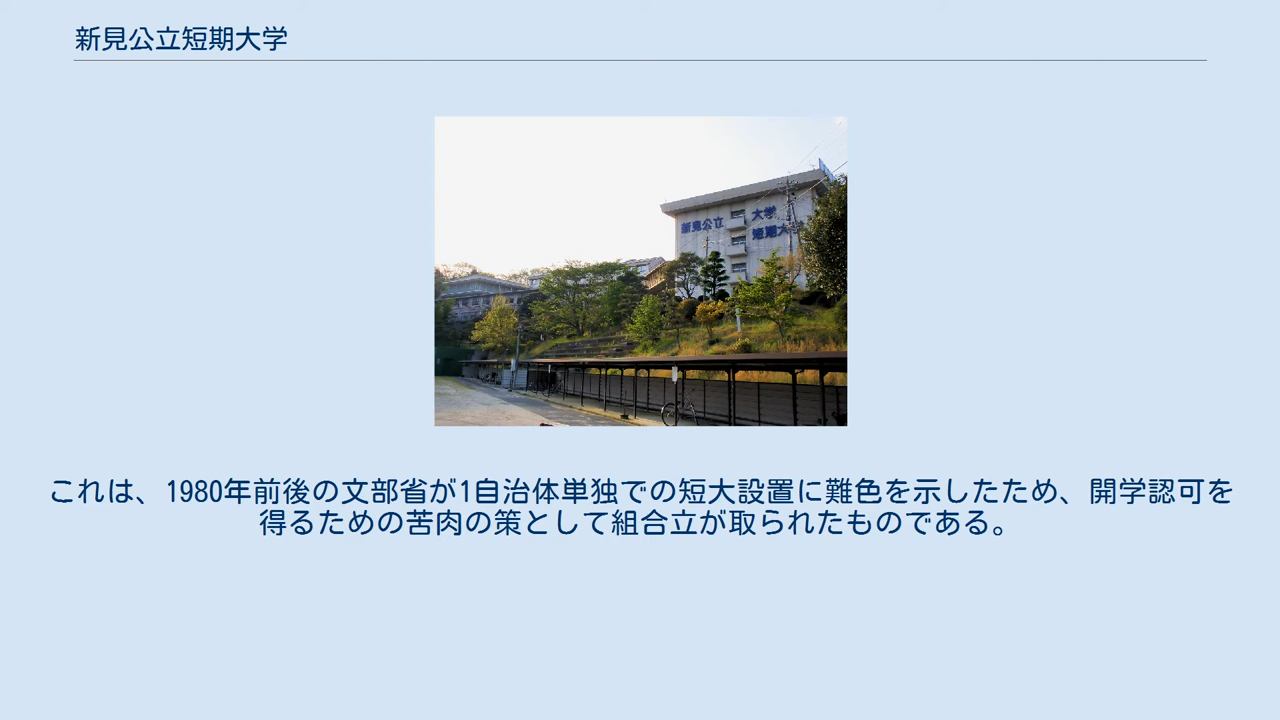 新見公立短期大学
新見公立 大学
短期大学
これは、1980年前後の文部省が1自治体単独での短大設置に難色を示したため、開学認可を
得るための苦肉の策として組合立が取られたものである。